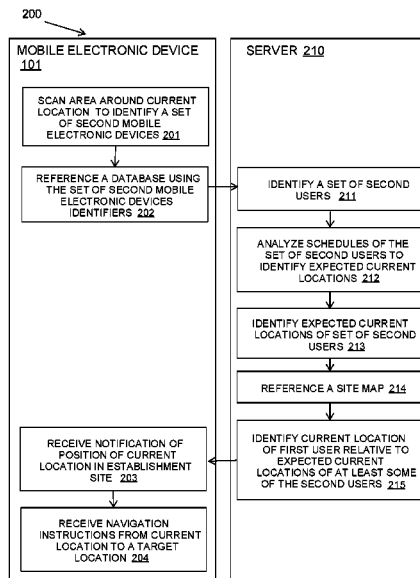 200
MOBILE ELECTRONIC DEVICE
101
SCAN AREA AROUND CURRENT
LOCATION TO IDENTIFY A SET
OF SECOND MOBILE
ELECTRONIC DEVICES 201
REFERENCE A DATABASE USING
THE SET OF SECOND MOBILE
ELECTRONIC DEVICES
IDENTIFIERS 202
RECEIVE NOTIFICATION OF
POSITION OF CURRENT
LOCATION IN ESTABLISHMENT
SITE 203
RECEIVE NAVIGATION
INSTRUCTIONS FROM CURRENT
LOCATION TO A TARGET
LOCATION 204
SERVER 210
IDENTIFY A SET OF SECOND
USERS 211
ANALYZE SCHEDULES OF THE
SET OF SECOND USERS TO
IDENTIFY EXPECTED CURRENT
LOCATIONS 212
IDENTIFY EXPECTED CURRENT
LOCATIONS OF SET OF SECOND
USERS 213
REFERENCE A SITE MAP 214
IDENTIFY CURRENT LOCATION
OF FIRST USER RELATIVE TO
EXPECTED CURRENT
LOCATIONS OF AT LEAST SOME
OF THE SECOND USERS 215